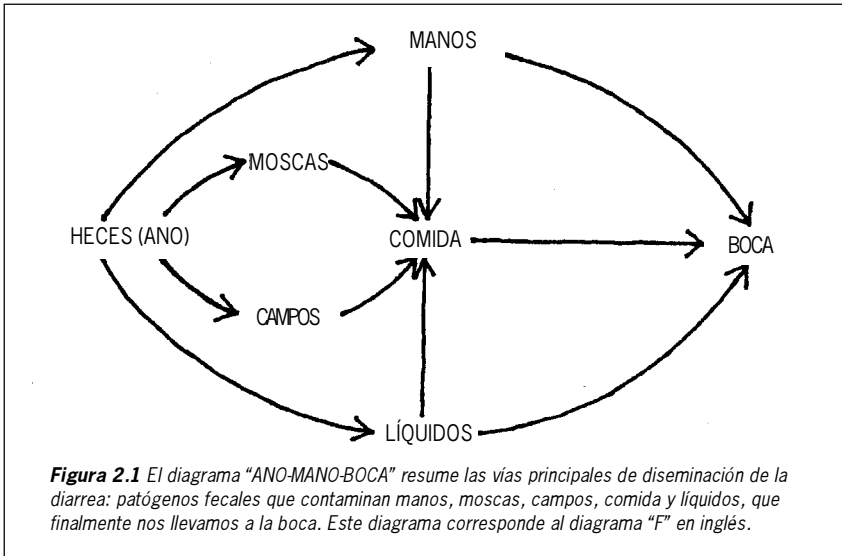 MANOS
MOSCAS
HECES (ANO)
COMIDA
BOCA
CAMPOS
LÍQUIDOS
Figura 2.1 El diagrama “ANO-MANO-BOCA” resume las vías principales de diseminación de la
diarrea: patógenos fecales que contaminan manos, moscas, campos, comida y líquidos, que
finalmente nos llevamos a la boca. Este diagrama corresponde al diagrama “F” en inglés.